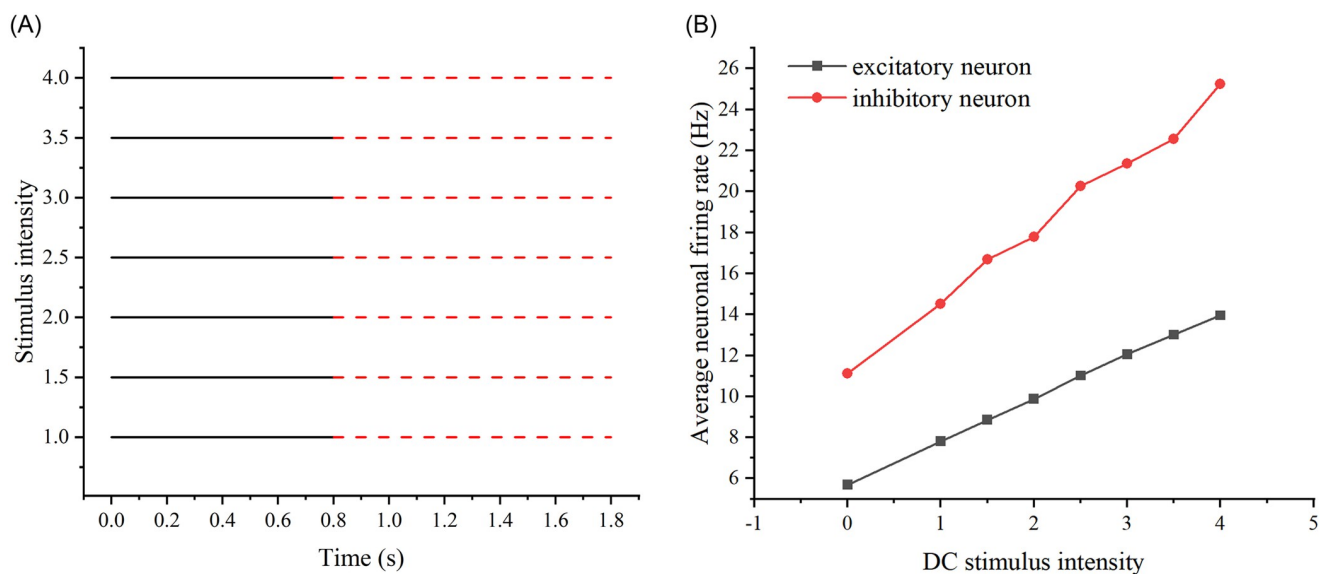 (A)
Stimulus intensity
4.0
3.5
3.0
2.5
2.0
1.5
1.0
0.0 0.2 0.4 0.6 0.8 1.0 1.2 1.4 1.6 1.8
Time (s)
(B)
Average neuronal firing rate (Hz)
26
24
22
20
18
16
14
12
10
8
6
excitatory neuron
inhibitory neuron
-1 0 1 2 3 4 5
DC stimulus intensity